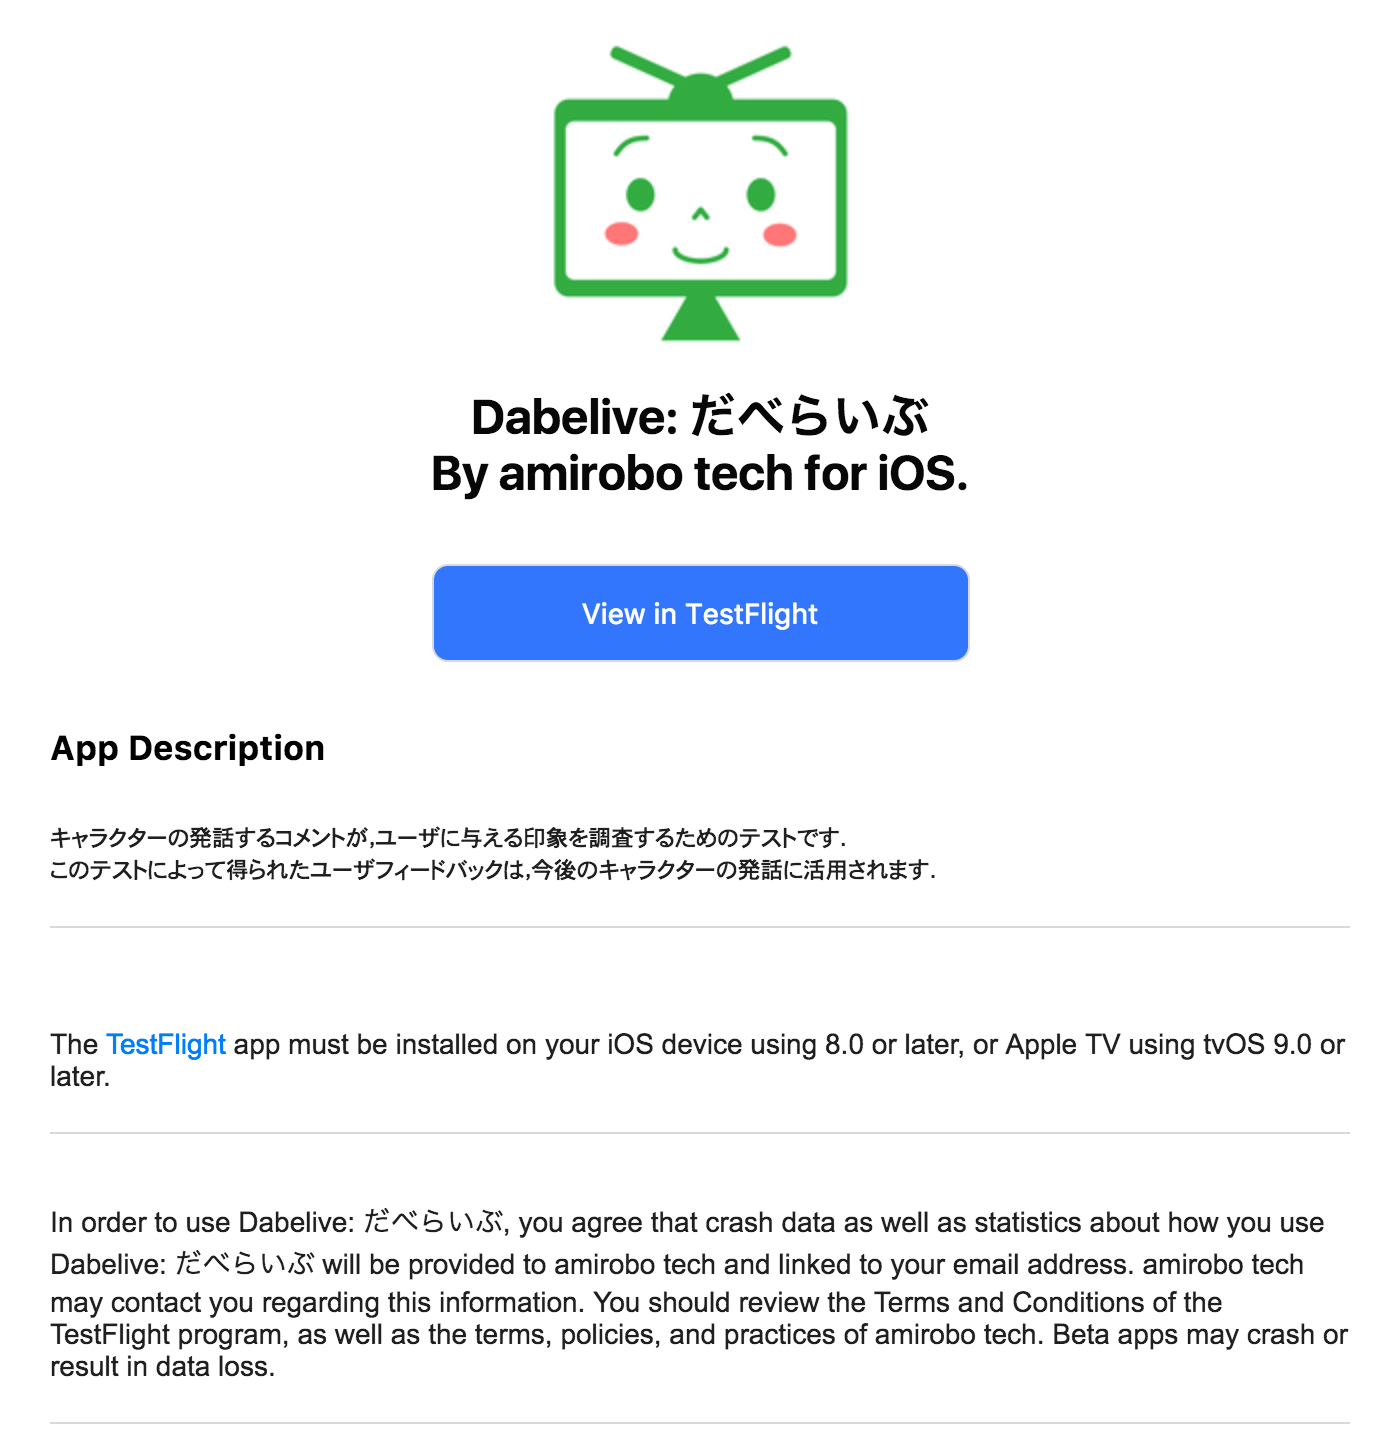 Dabelive: だべらいぶ
By amirobo tech for iOS.
View in TestFlight
App Description
キャラクターの発話するコメントが,ユーザに与える印象を調査するためのテストです.
このテストによって得られたユーザフィードバックは,今後のキャラクターの発話に活用されます.
The TestFlight app must be installed on your iOS device using 8.0 or later, or Apple TV using tvOS 9.0 or
later.
In order to use Dabelive: だべらいぶ, you agree that crash data as well as statistics about how you use
Dabelive: だべらいぶ will be provided to amirobo tech and linked to your email address. amirobo tech
may contact you regarding this information. You should review the Terms and Conditions of the
TestFlight program, as well as the terms, policies, and practices of amirobo tech. Beta apps may crash or
result in data loss.